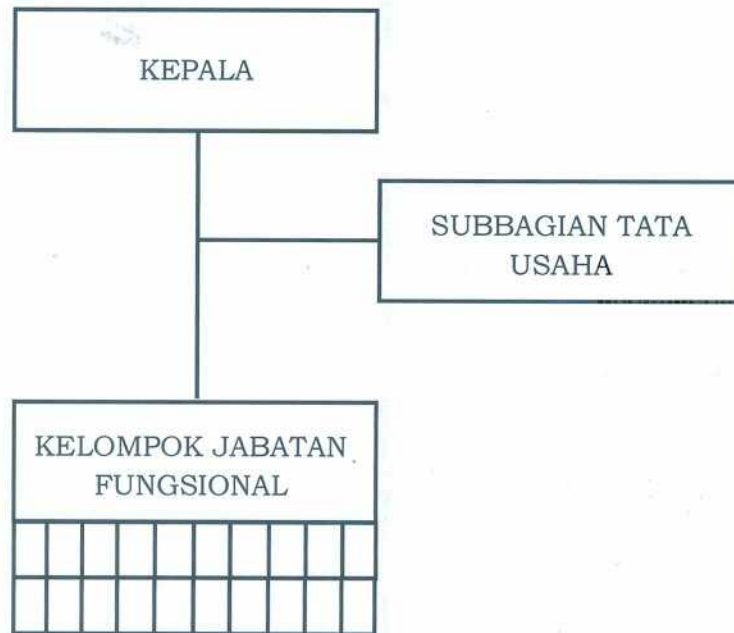 KEPALA
SUBBAGIAN TATA
USAHA
KELOMPOK JABATAN
FUNGSIONAL